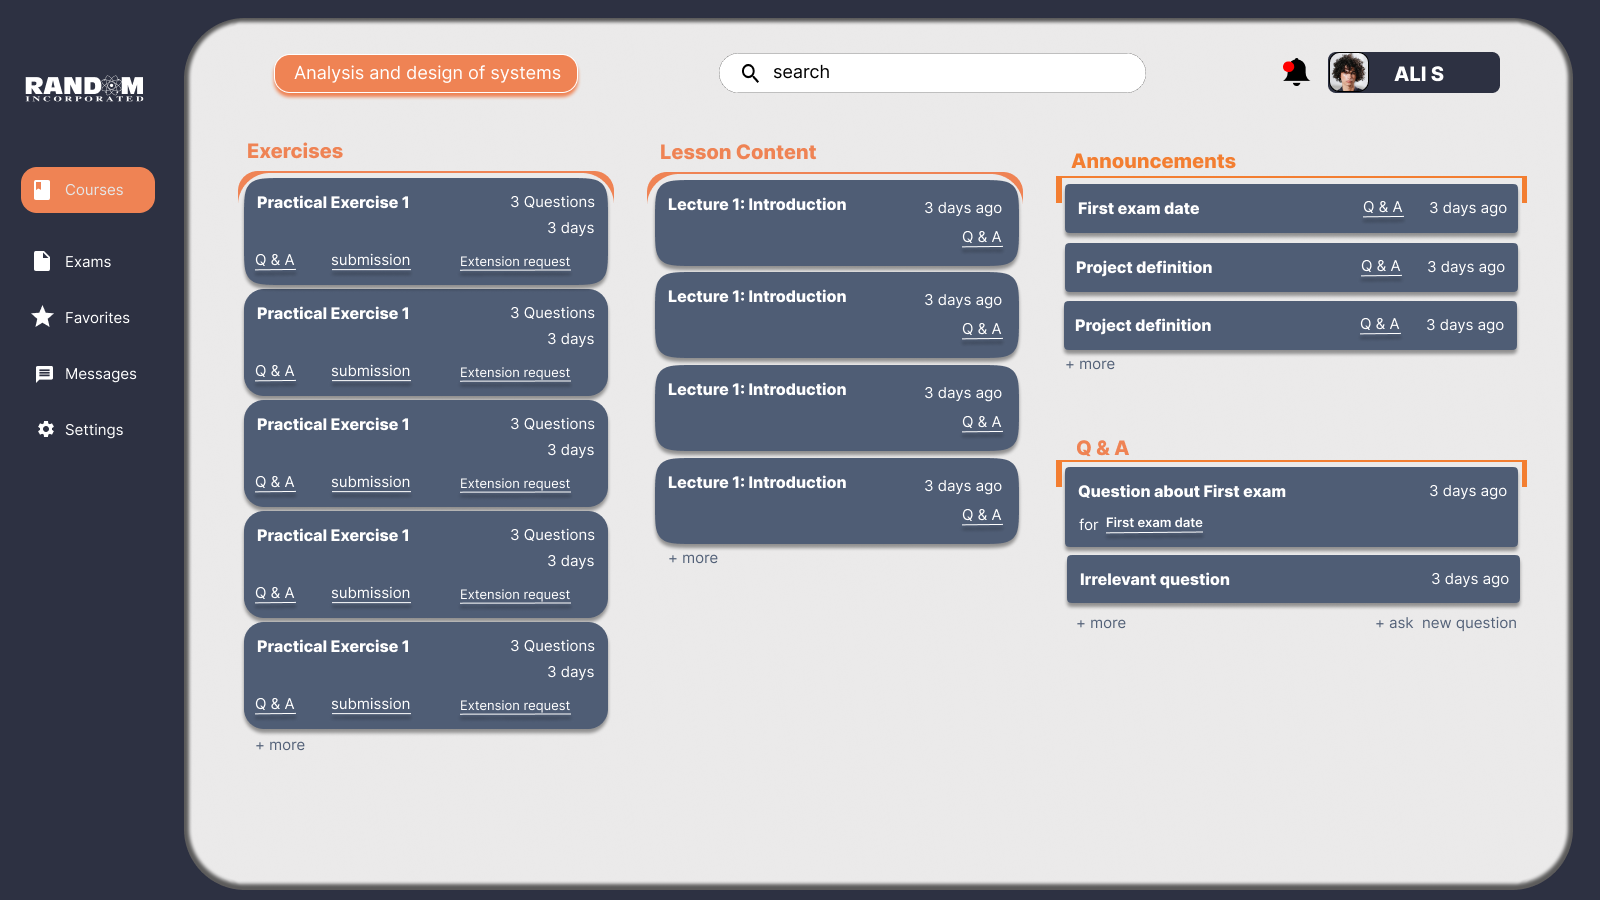 RANDOM
INCORPORATED
Courses
Exams
Favorites
Messages
Settings
Analysis and design of systems
search
ALI S
Exercises
Practical Exercise 1 3 Questions
3 days
Q & A submission Extension request
Practical Exercise 1 3 Questions
3 days
Q & A submission Extension request
Practical Exercise 1 3 Questions
3 days
Q & A submission Extension request
Practical Exercise 1 3 Questions
3 days
Q & A submission Extension request
Practical Exercise 1 3 Questions
3 days
Q & A submission Extension request
+ more
Lesson Content
Lecture 1: Introduction 3 days ago
Q & A
Lecture 1: Introduction 3 days ago
Q & A
Lecture 1: Introduction 3 days ago
Q & A
Lecture 1: Introduction 3 days ago
Q & A
+ more
Announcements
First exam date Q & A 3 days ago
Project definition Q & A 3 days ago
Project definition Q & A 3 days ago
+ more
Q & A
Question about First exam 3 days ago
for First exam date
Irrelevant question 3 days ago
+ more + ask new question